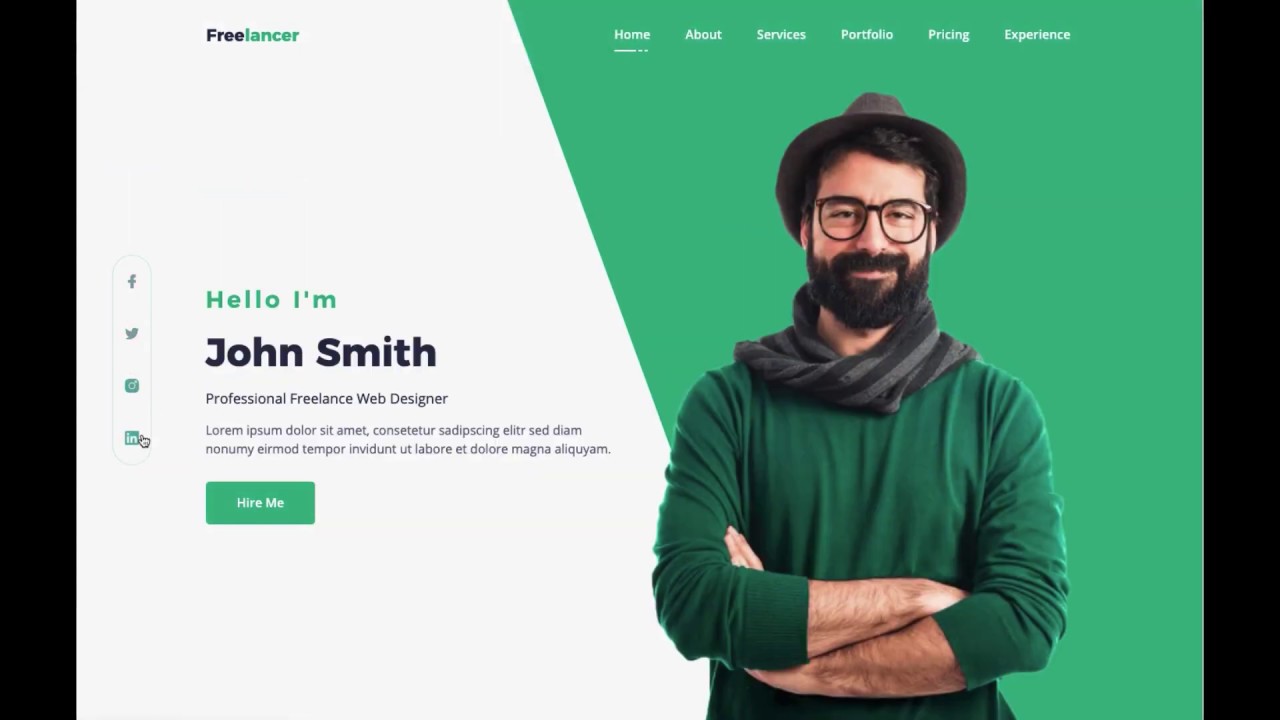 Freelancer
Home About Services Portfolio Pricing Experience
Hello I'm
John Smith
Professional Freelance Web Designer
Lorem ipsum dolor sit amet, consetetur sadipscing elitr sed diam
nonumy eirmod tempor invidunt ut labore et dolore magna aliquyam.
Hire Me
in